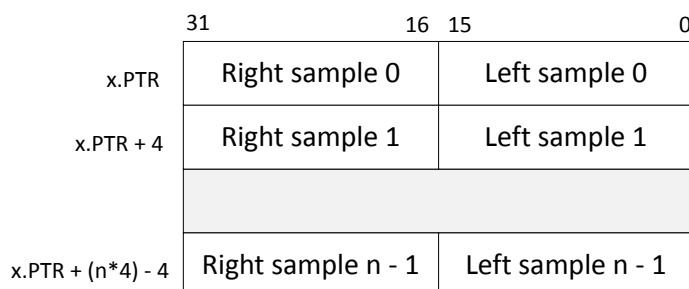 31 16 15 0
x.PTR Right sample 0 Left sample 0
x.PTR + 4 Right sample 1 Left sample 1
x.PTR + (n*4) - 4 Right sample n - 1 Left sample n - 1